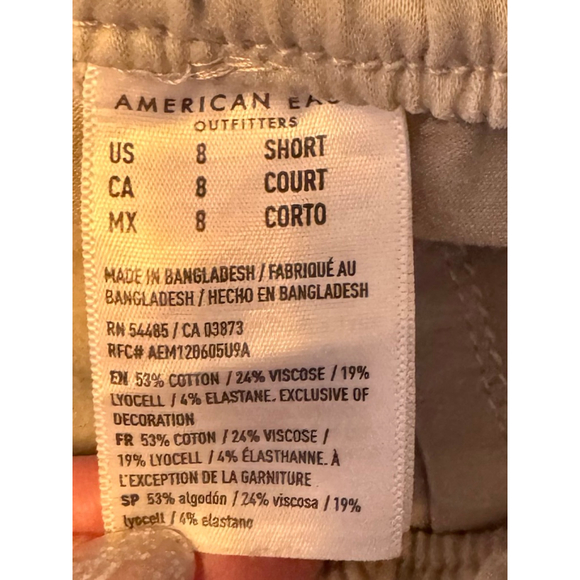 AMERICAN
OUTFITTERS
US 8 SHORT
CA 8 COURT
MX 8 CORTO
MADE IN BANGLADESH / FABRIQUÉ AU
BANGLADESH / HECHO EN BANGLADESH
RN 54485 / CA 03873
RFC# AEM120605U9A
EN 53% COTTON / 24% VISCOSE / 19%
LYOCELL / 4% ELASTANE. EXCLUSIVE OF
DECORATION
FR 53% COTON / 24% VISCOSE /
19% LYOCELL / 4% ÉLASTHANNE. À
L'EXCEPTION DE LA GARNITURE
SP 53% algodón / 24% viscosa / 19%
lyocell / 4% elastano